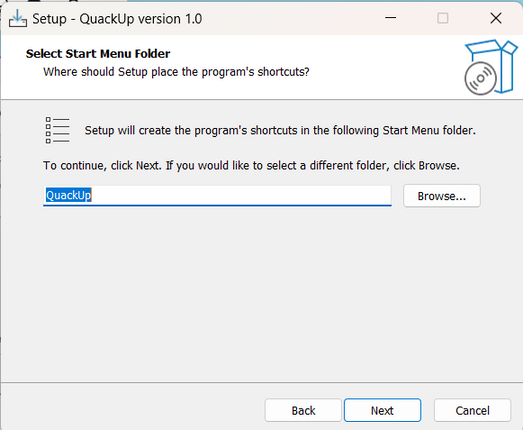 Setup - QuackUp version 1.0
Select Start Menu Folder
Where should Setup place the program's shortcuts?
Setup will create the program's shortcuts in the following Start Menu folder.
To continue, click Next. If you would like to select a different folder, click Browse.
QuackUp
Browse...
Back
Next
Cancel